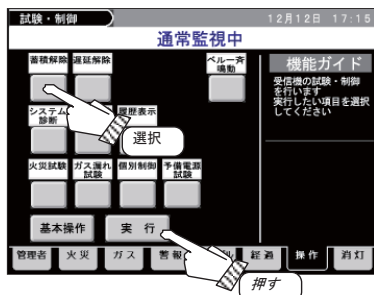 試験・制御
12月12日 17:15
通常監視中
蓄積解除
遅延解除
ベル一斉
鳴動
機能ガイド
受信機の試験・制御
を行います
実行したい項目を選択
してください
システム
診断
履歴表示
選択
火災試験
ガス漏れ
試験
個別制御
予備電源
試験
基本操作
実行
管理者
火災
ガス
警報
経過
操作
消灯
押す